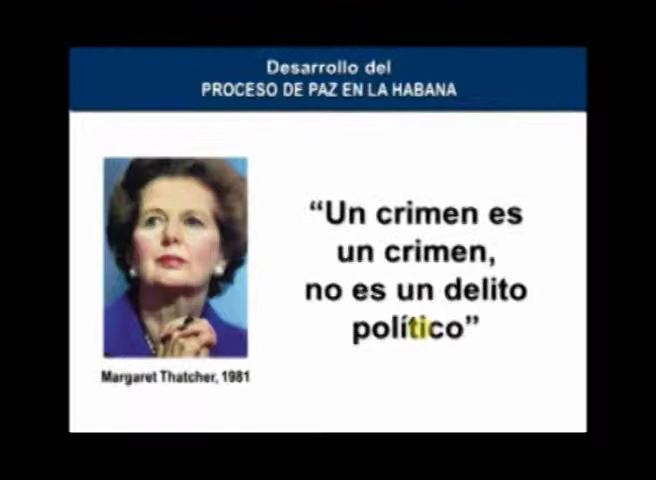 Desarrollo del
PROCESO DE PAZ EN LA HABANA
“Un crimen es
un crimen,
no es un delito
político”
Margaret Thatcher, 1981